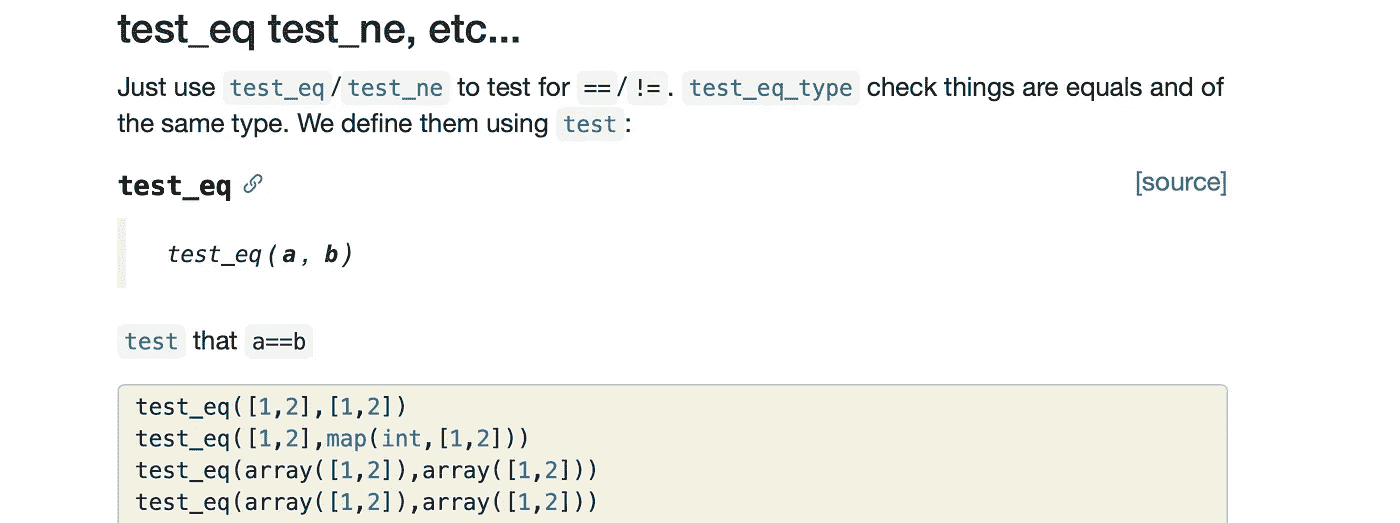 test_eq test_ne, etc...
Just use test_eq/test_ne to test for ==/!=. test_eq_type check things are equals and of
the same type. We define them using test:
test_eq [source]
test_eq(a, b)
test that a==b
test_eq([1,2],[1,2])
test_eq([1,2],map(int,[1,2]))
test_eq(array([1,2]),array([1,2]))
test_eq(array([1,2]),array([1,2]))